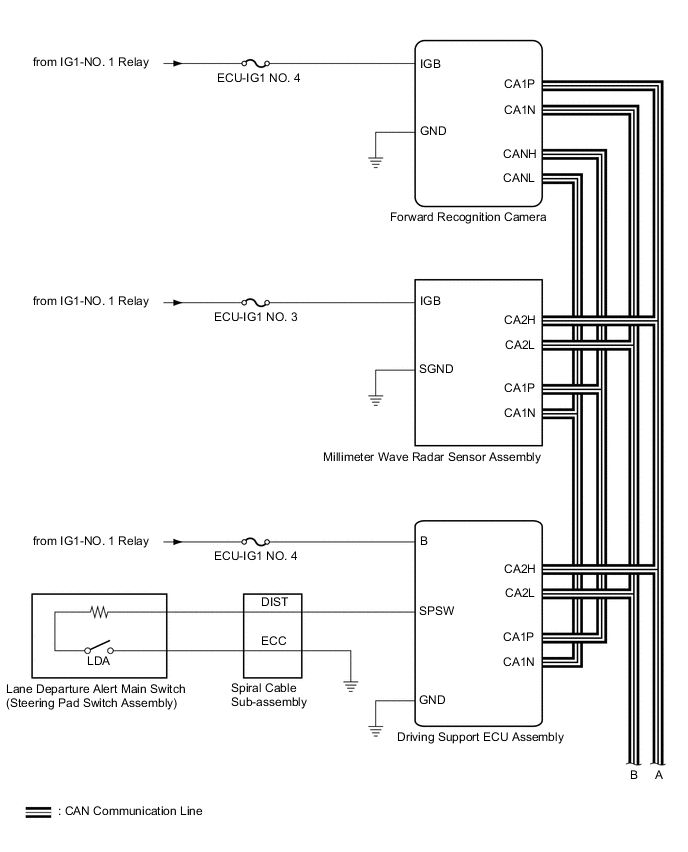 from IG1-NO. 1 Relay
ECU-IG1 NO. 4
IGB
CA1P
CA1N
GND
CANH
CANL
Forward Recognition Camera
from IG1-NO. 1 Relay
ECU-IG1 NO. 3
IGB
CA2H
CA2L
SGND
CA1P
CA1N
Millimeter Wave Radar Sensor Assembly
from IG1-NO. 1 Relay
ECU-IG1 NO. 4
B
CA2H
CA2L
DIST
SPSW
ECC
CA1P
LDA
CA1N
Lane Departure Alert Main Switch
(Steering Pad Switch Assembly)
Spiral Cable
Sub-assembly
GND
Driving Support ECU Assembly
B
A
: CAN Communication Line